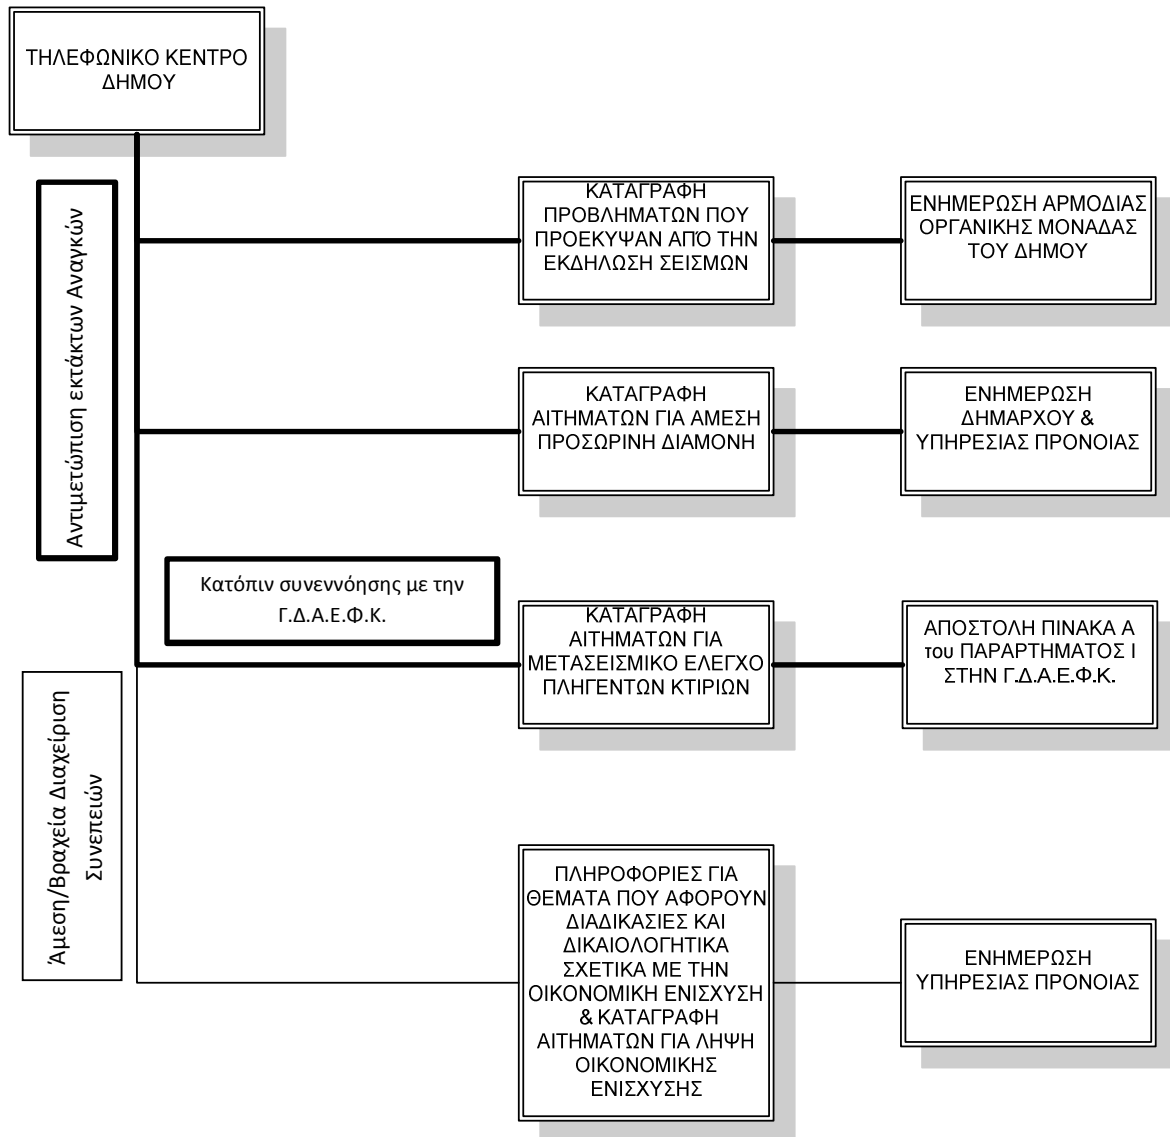 ΤΗΛΕΦΩΝΙΚΟ ΚΕΝΤΡΟ
ΔΗΜΟΥ
Αντιμετώπιση εκτάκτων Αναγκών
ΚΑΤΑΓΡΑΦΗ
ΠΡΟΒΛΗΜΑΤΩΝ ΠΟΥ
ΠΡΟΕΚΥΨΑΝ ΑΠΌ ΤΗΝ
ΕΚΔΗΛΩΣΗ ΣΕΙΣΜΩΝ
ΕΝΗΜΕΡΩΣΗ ΑΡΜΟΔΙΑΣ
ΟΡΓΑΝΙΚΗΣ ΜΟΝΑΔΑΣ
ΤΟΥ ΔΗΜΟΥ
ΚΑΤΑΓΡΑΦΗ
ΑΙΤΗΜΑΤΩΝ ΓΙΑ ΑΜΕΣΗ
ΠΡΟΣΩΡΙΝΗ ΔΙΑΜΟΝΗ
ΕΝΗΜΕΡΩΣΗ
ΔΗΜΑΡΧΟΥ &
ΥΠΗΡΕΣΙΑΣ ΠΡΟΝΟΙΑΣ
Κατόπιν συνεννόησης με την
Γ.Δ.Α.Ε.Φ.Κ.
ΚΑΤΑΓΡΑΦΗ
ΑΙΤΗΜΑΤΩΝ ΓΙΑ
ΜΕΤΑΣΕΙΣΜΙΚΟ ΕΛΕΓΧΟ
ΠΛΗΓΕΝΤΩΝ ΚΤΙΡΙΩΝ
ΑΠΟΣΤΟΛΗ ΠΙΝΑΚΑ Α
του ΠΑΡΑΡΤΗΜΑΤΟΣ Ι
ΣΤΗΝ Γ.Δ.Α.Ε.Φ.Κ.
Άμεση/Βραχεία Διαχείριση
Συνεπειών
ΠΛΗΡΟΦΟΡΙΕΣ ΓΙΑ
ΘΕΜΑΤΑ ΠΟΥ ΑΦΟΡΟΥΝ
ΔΙΑΔΙΚΑΣΙΕΣ ΚΑΙ
ΔΙΚΑΙΟΛΟΓΗΤΙΚΑ
ΣΧΕΤΙΚΑ ΜΕ ΤΗΝ
ΟΙΚΟΝΟΜΙΚΗ ΕΝΙΣΧΥΣΗ
& ΚΑΤΑΓΡΑΦΗ
ΑΙΤΗΜΑΤΩΝ ΓΙΑ ΛΗΨΗ
ΟΙΚΟΝΟΜΙΚΗΣ
ΕΝΙΣΧΥΣΗΣ
ΕΝΗΜΕΡΩΣΗ
ΥΠΗΡΕΣΙΑΣ ΠΡΟΝΟΙΑΣ